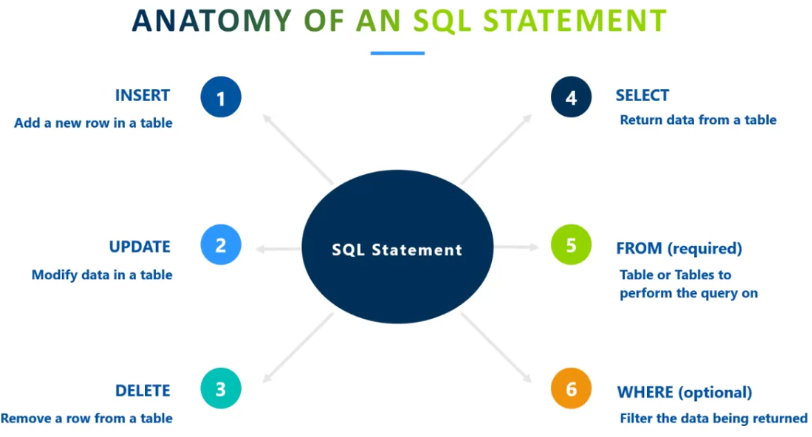 ANATOMY OF AN SQL STATEMENT
INSERT
1
Add a new row in a table
UPDATE
2
Modify data in a table
DELETE
3
Remove a row from a table
SQL Statement
4
SELECT
Return data from a table
5
FROM (required)
Table or Tables to
perform the query on
6
WHERE (optional)
Filter the data being returned